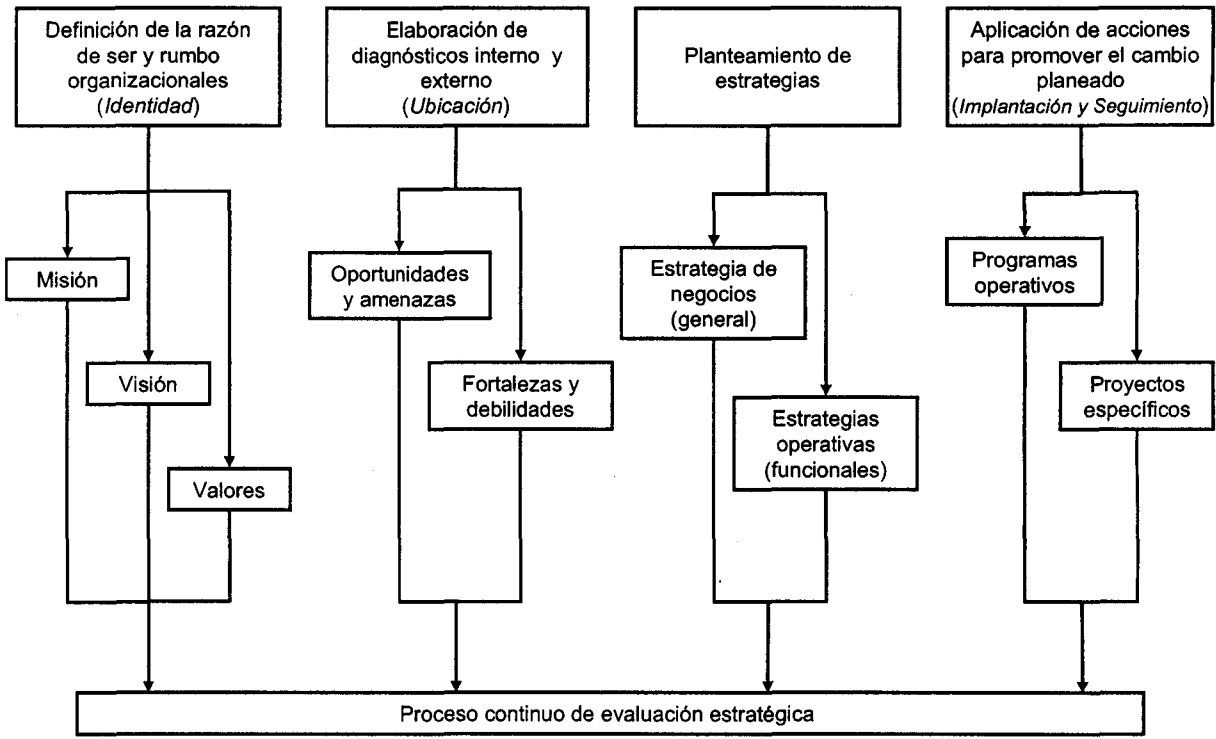 Definición de la razón
de ser y rumbo
organizacionales
(Identidad)
Elaboración de
diagnósticos interno y
externo
(Ubicación)
Planteamiento de
estrategias
Aplicación de acciones
para promover el cambio
planeado
(Implantación y Seguimiento)
Misión
Visión
Valores
Oportunidades
y amenazas
Fortalezas y
debilidades
Estrategia de
negocios
(general)
Estrategias
operativas
(funcionales)
Programas
operativos
Proyectos
específicos
Proceso continuo de evaluación estratégica